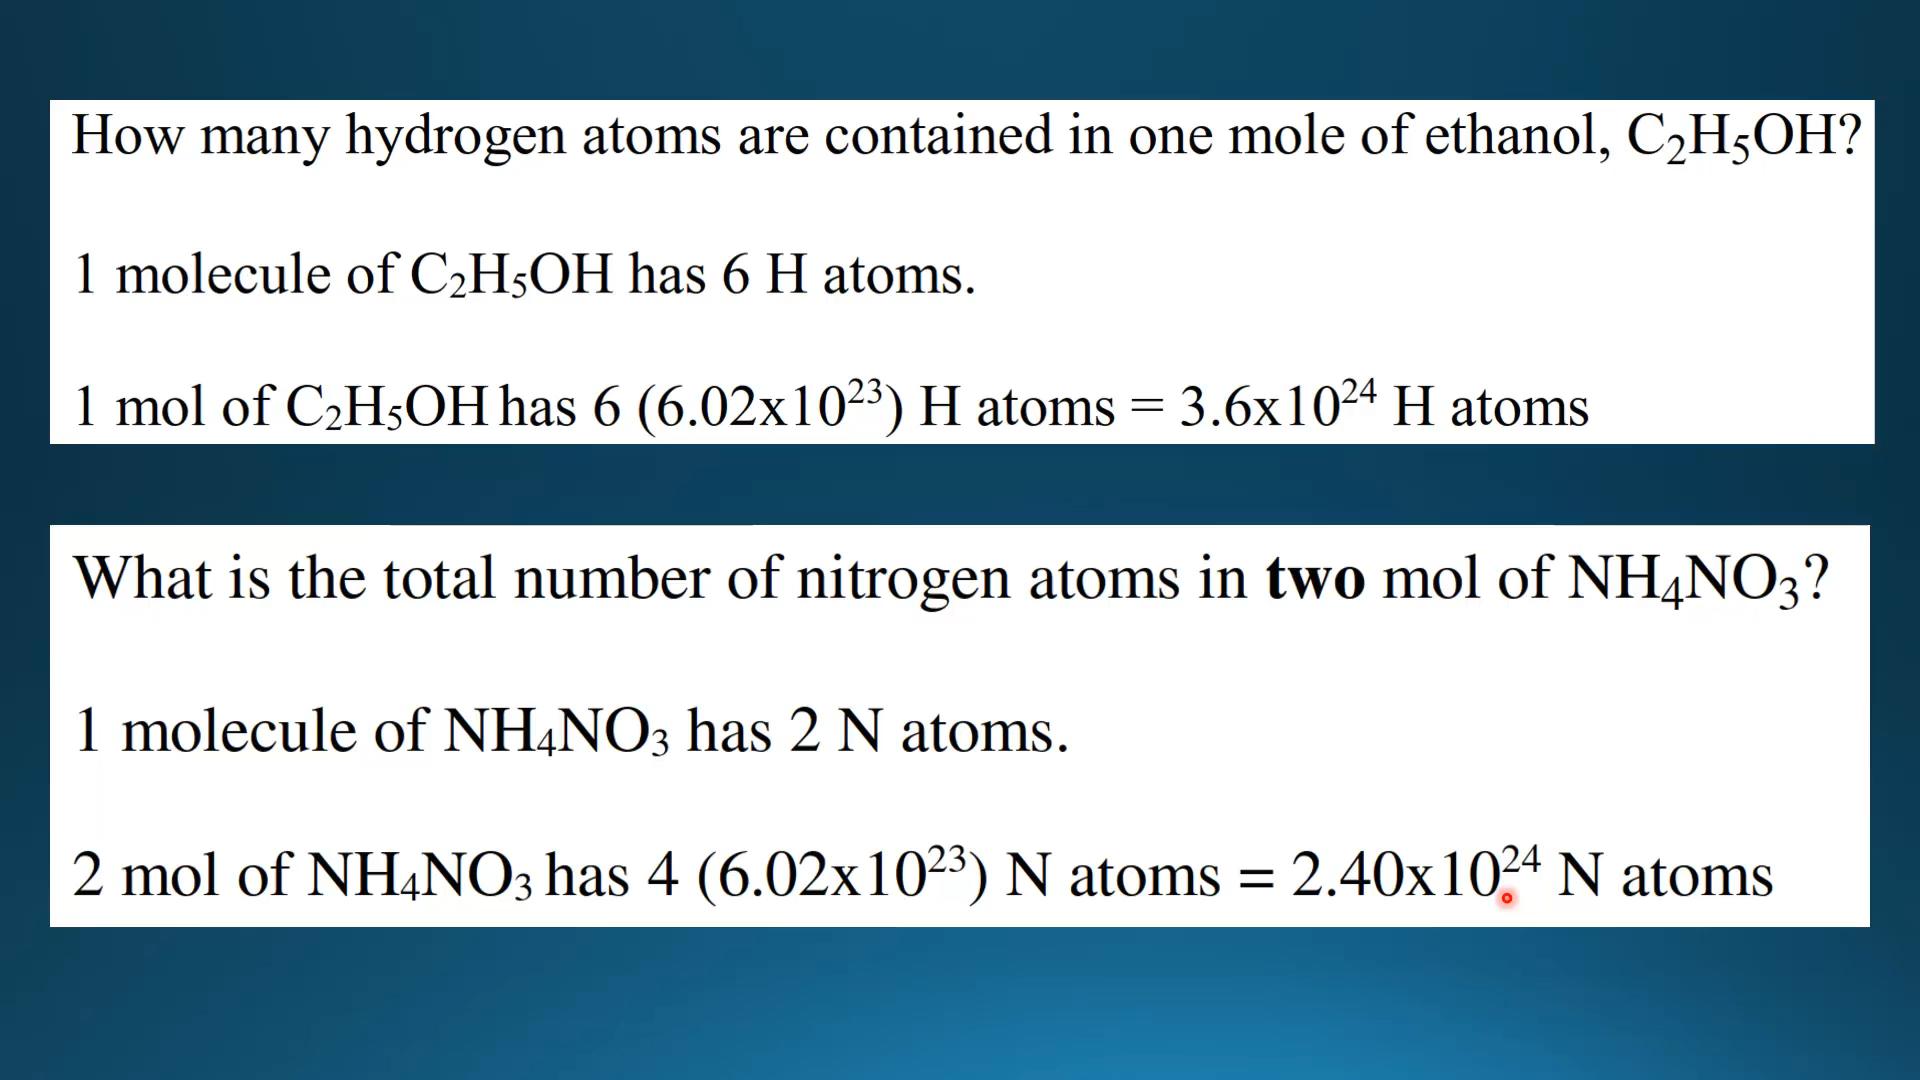 How many hydrogen atoms are contained in one mole of ethanol, C₂H₅OH?
1 molecule of C₂H₅OH has 6 H atoms.
1 mol of C₂H₅OH has 6 (6.02x10²³) H atoms = 3.6x10²⁴ H atoms
What is the total number of nitrogen atoms in two mol of NH₄NO₃?
1 molecule of NH₄NO₃ has 2 N atoms.
2 mol of NH₄NO₃ has 4 (6.02x10²³) N atoms = 2.40x10²⁴ N atoms